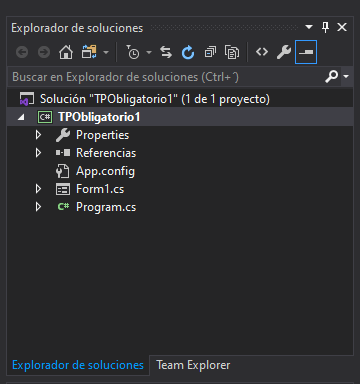 Explorador de soluciones
Buscar en Explorador de soluciones (Ctrl+´)
Solución "TPObligatorio1" (1 de 1 proyecto)
C# TPObligatorio1
Properties
Referencias
App.config
Form1.cs
C# Program.cs
Explorador de soluciones Team Explorer